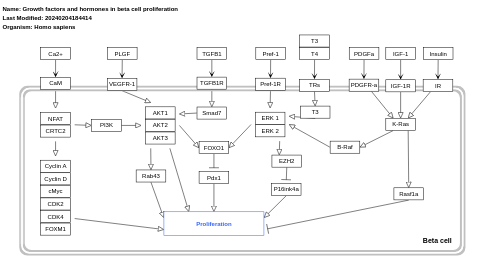 Name: Growth factors and hormones in beta cell proliferation
Last Modified: 20240204184414
Organism: Homo sapiens
T3
Ca2+
PLGF
TGFB1
Pref-1
T4
PDGFa
IGF-1
Insulin
CaM
VEGFR-1
TGFB1R
Pref-1R
TRs
PDGFR-a
IGF-1R
IR
AKT1
Smad7
ERK 1
T3
NFAT
PI3K
AKT2
K-Ras
CRTC2
AKT3
ERK 2
FOXO1
B-Raf
Cyclin A
EZH2
Cyclin D
Rab43
Pdx1
cMyc
P16ink4a
Rasf1a
CDK2
CDK4
Proliferation
FOXM1
Beta cell